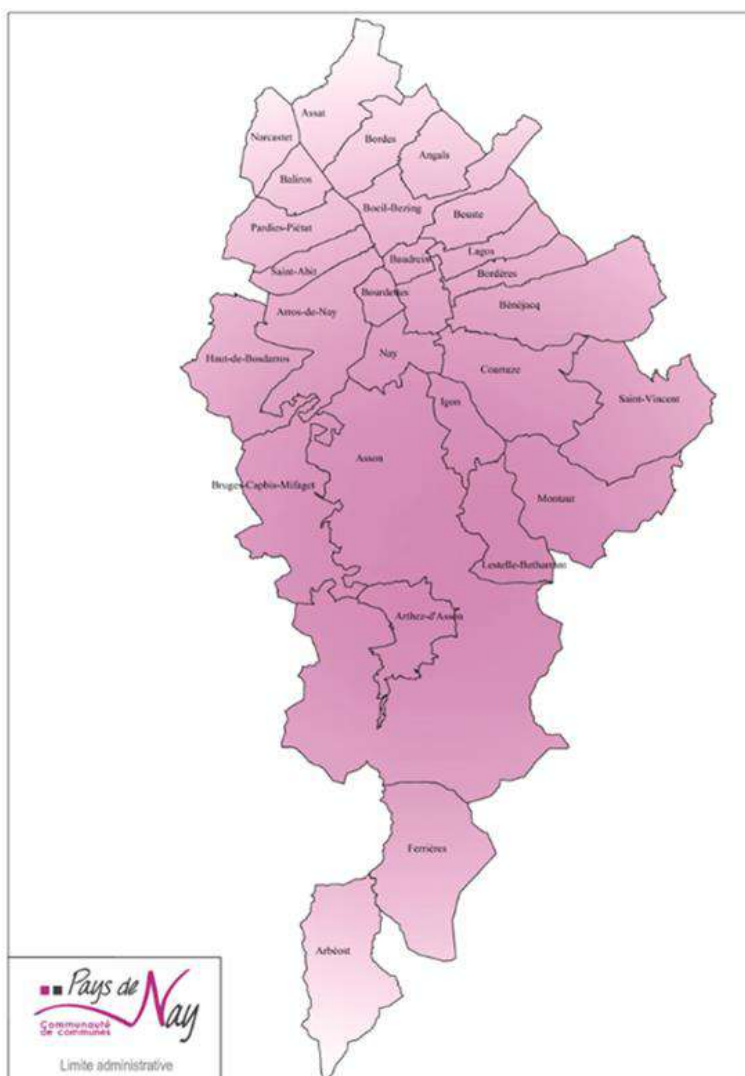 Assat
Narcastet
Bordes
Angaïs
Baliros
Boeil-Bezing
Beuste
Pardies-Piétat
Lagos
Baudreix
Saint-Abit
Bordères
Bourdettes
Bénéjacq
Arros-de-Nay
Nay
Haut-de-Bosdarros
Coarraze
Igon
Saint-Vincent
Asson
Bruges-Capbis-Mifaget
Montaut
Lestelle-Betharram
Arthez-d'Asson
Ferrières
Arbéost
Pays de Nay
Communauté
de communes
Limite administrative